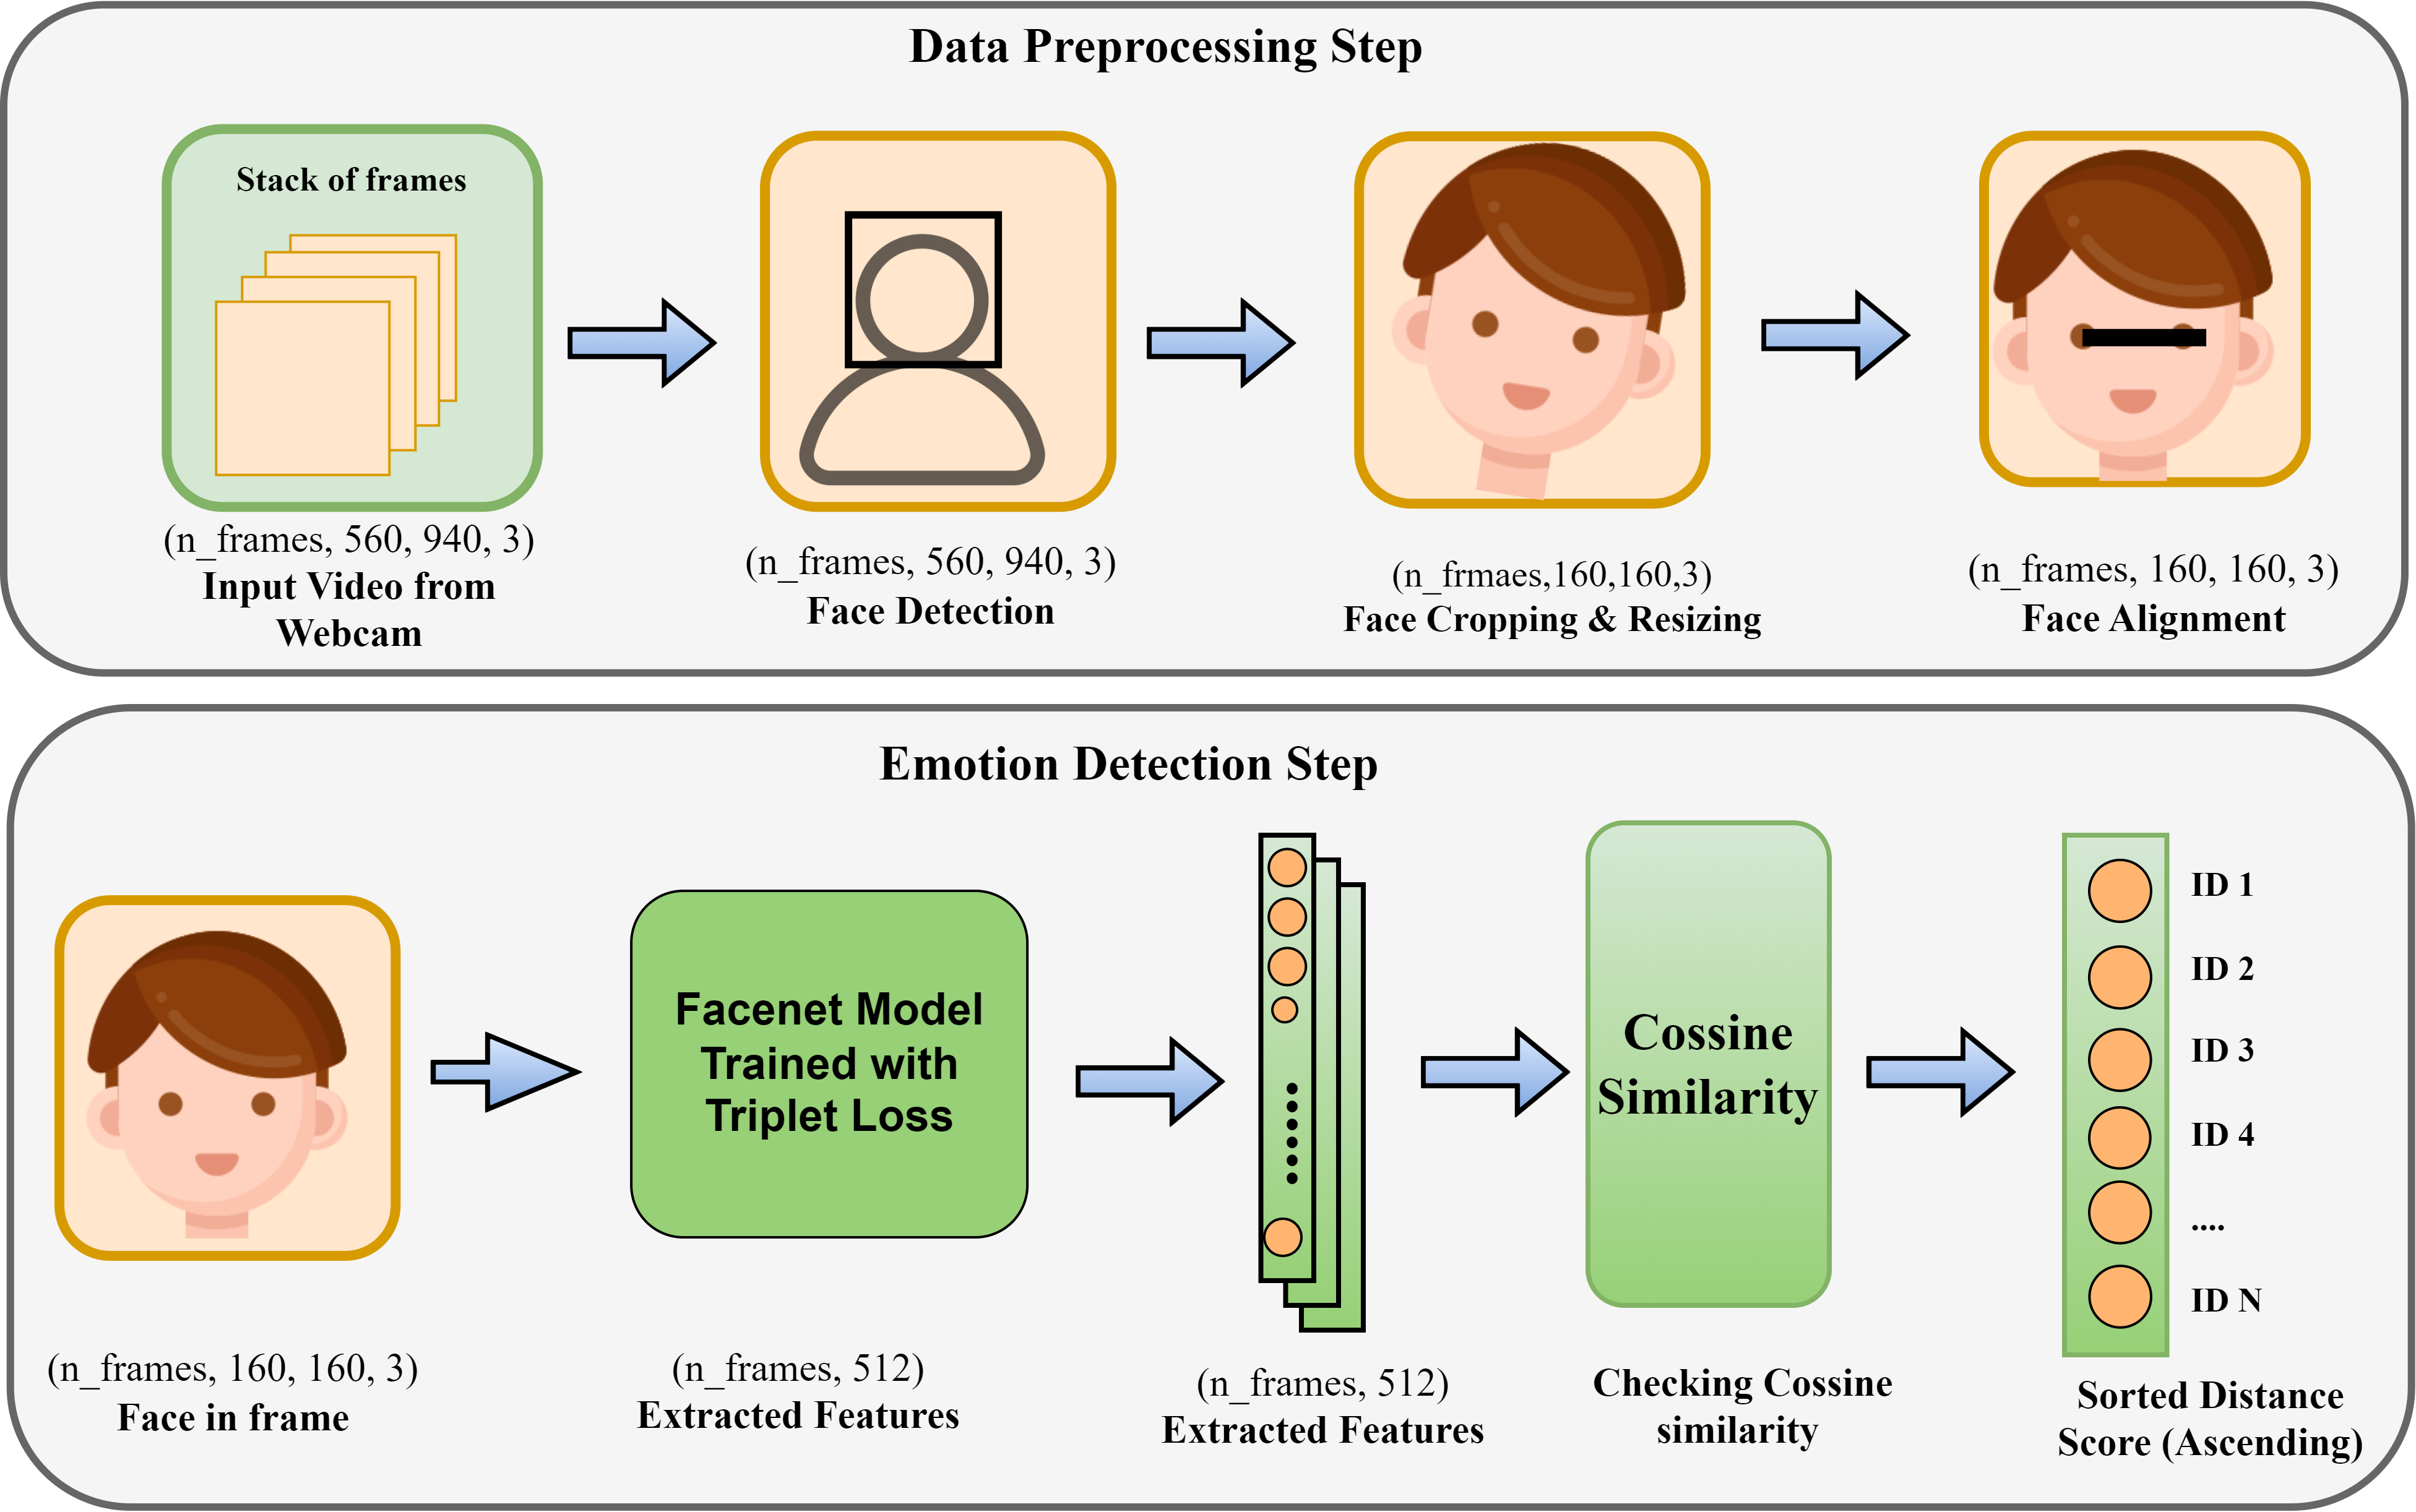 Data Preprocessing Step
Stack of frames
(n_frames, 560, 940, 3)
Input Video from
Webcam
(n_frames, 560, 940, 3)
Face Detection
(n_frmaes,160,160,3)
Face Cropping & Resizing
(n_frames, 160, 160, 3)
Face Alignment
Emotion Detection Step
(n_frames, 160, 160, 3)
Face in frame
Facenet Model
Trained with
Triplet Loss
(n_frames, 512)
Extracted Features
(n_frames, 512)
Extracted Features
Cossine
Similarity
Checking Cossine
similarity
ID 1
ID 2
ID 3
ID 4
....
ID N
Sorted Distance
Score (Ascending)